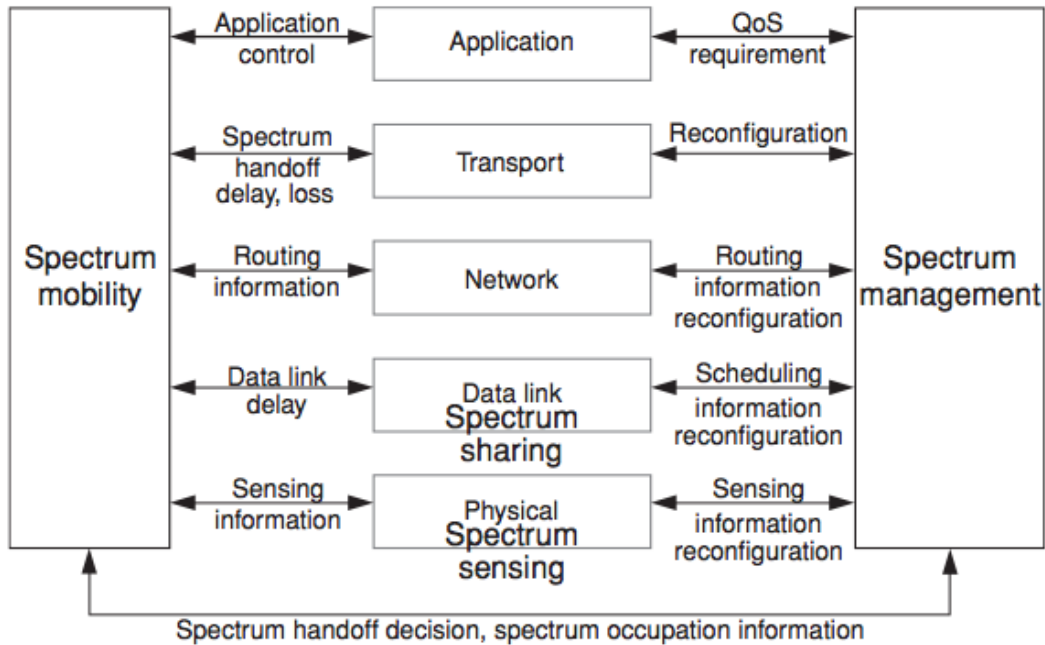 Application
control
Application
QoS
requirement
Spectrum
handoff
delay, loss
Transport
Reconfiguration
Spectrum
mobility
Routing
information
Network
Routing
information
reconfiguration
Spectrum
management
Data link
delay
Data link
Spectrum
sharing
Scheduling
information
reconfiguration
Sensing
information
Physical
Spectrum
sensing
Sensing
information
reconfiguration
Spectrum handoff decision, spectrum occupation information